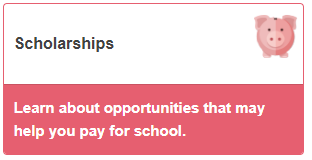 Scholarships
Learn about opportunities that may
help you pay for school.